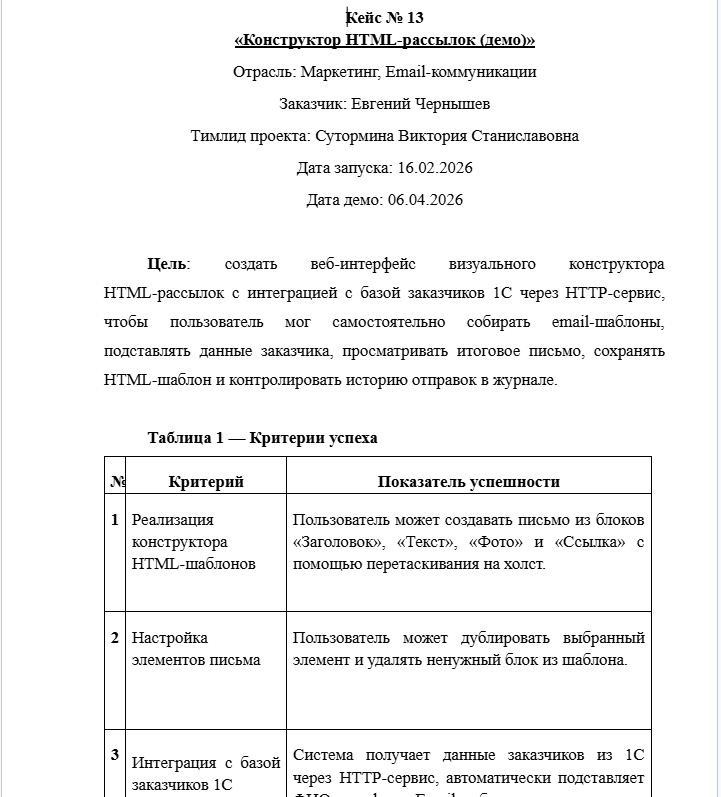 Кейс № 13
«Конструктор HTML-рассылок (демо)»
Отрасль: Маркетинг, Email-коммуникации
Заказчик: Евгений Чернышев
Тимлид проекта: Сутормина Виктория Станиславовна
Дата запуска: 16.02.2026
Дата демо: 06.04.2026
Цель: создать веб-интерфейс визуального конструктора
HTML-рассылок с интеграцией с базой заказчиков 1С через HTTP-сервис,
чтобы пользователь мог самостоятельно собирать email-шаблоны,
подставлять данные заказчика, просматривать итоговое письмо, сохранять
HTML-шаблон и контролировать историю отправок в журнале.
Таблица 1 — Критерии успеха
№ Критерий Показатель успешности
1 Реализация Пользователь может создавать письмо из блоков
конструктора «Заголовок», «Текст», «Фото» и «Ссылка» с
HTML-шаблонов помощью перетаскивания на холст.
2 Настройка Пользователь может дублировать выбранный
элементов письма элемент и удалять ненужный блок из шаблона.
3 Интеграция с базой Система получает данные заказчиков из 1С
заказчиков 1С через HTTP-сервис, автоматически подставляет